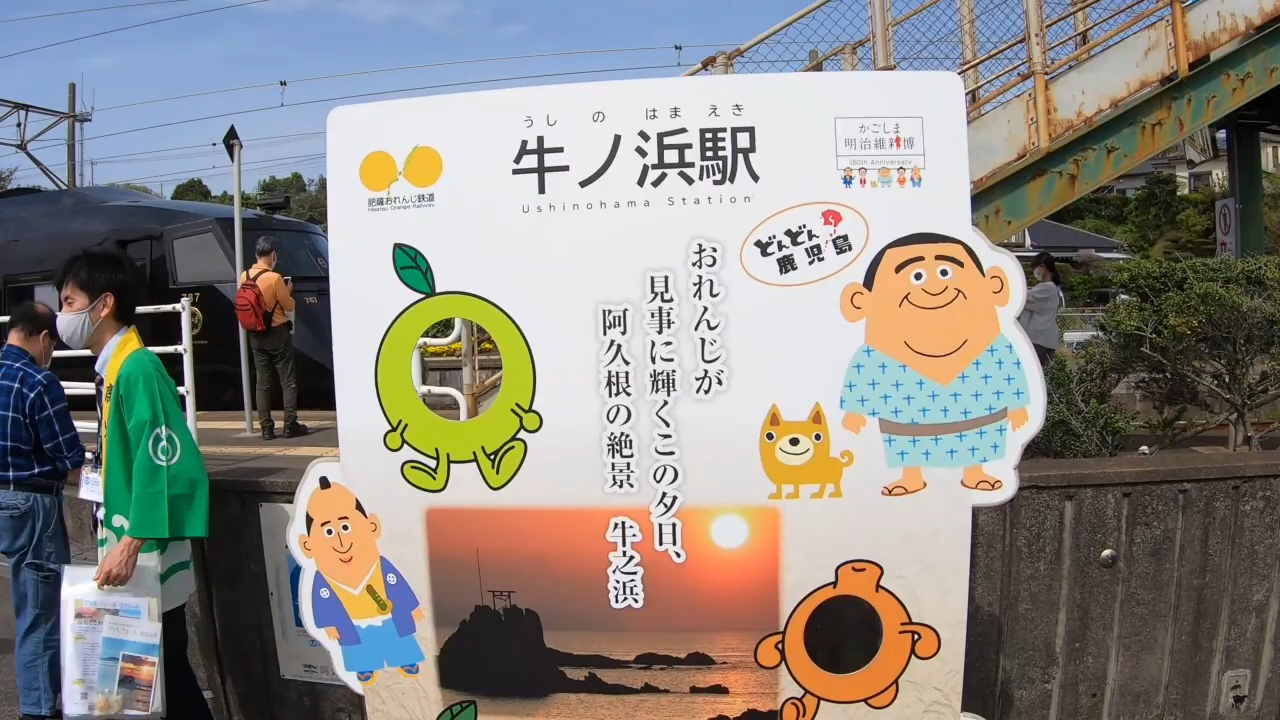 うし の はま えき
牛ノ浜駅
Ushinohama Station
肥薩おれんじ鉄道
Hisatsu Orange Railway
かごしま
明治維新博
150th Anniversary
どんどん
鹿児島
おれんじが
見事に輝くこの夕日、
阿久根の絶景 牛之浜
787
787